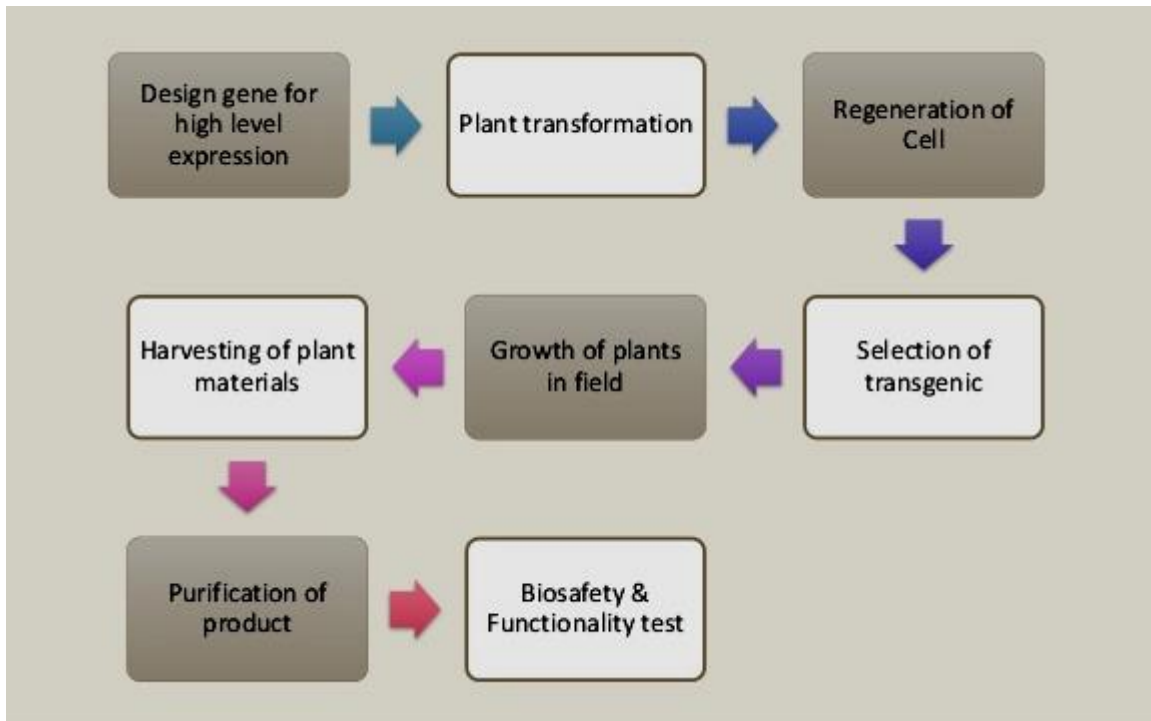 Design gene for
high level
expression
Plant transformation
Regeneration of
Cell
Selection of
transgenic
Growth of plants
in field
Harvesting of plant
materials
Purification of
product
Biosafety &
Functionality test